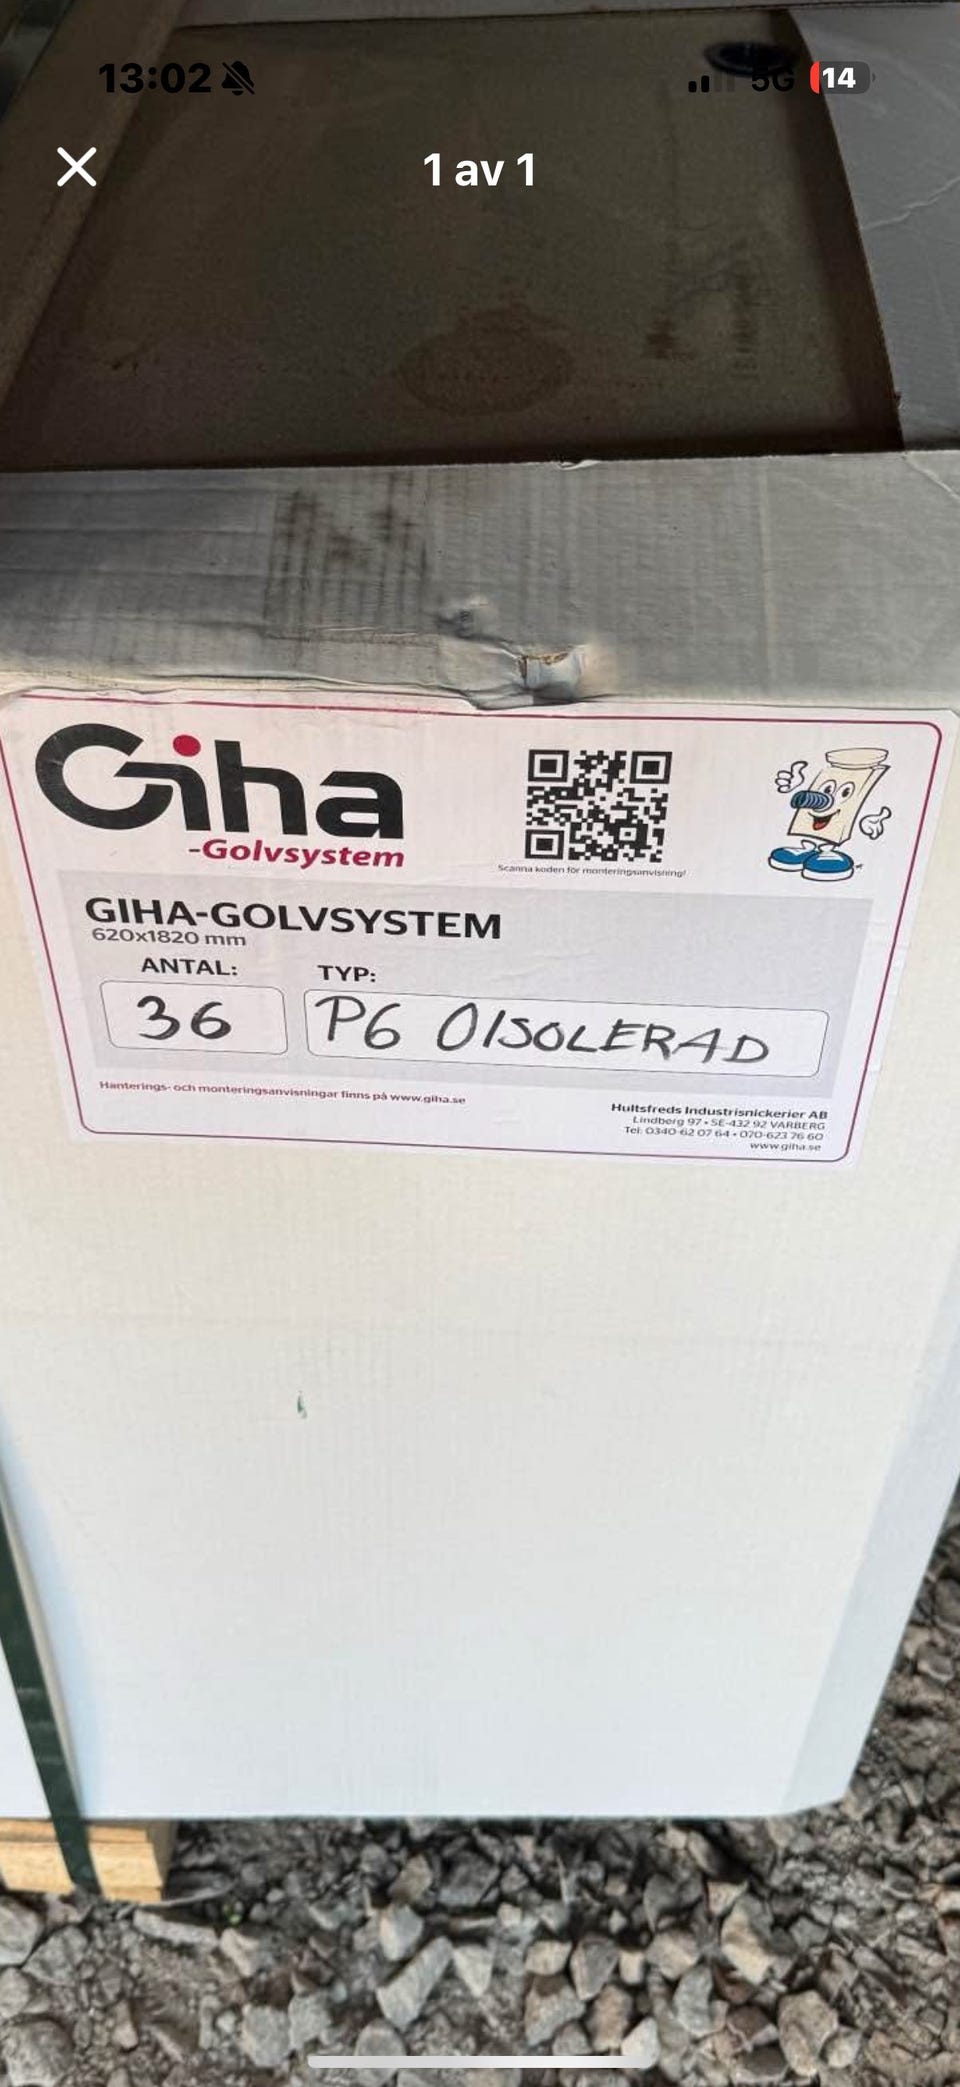 13:02 5G 14
1 av 1
Giha
-Golvsystem
Scanna koden för monteringsanvisning!
GIHA-GOLVSYSTEM
620x1820 mm
ANTAL: TYP:
36 P6 OISOLERAD
Hanterings- och monteringsanvisningar finns på www.giha.se
Hultsfreds Industrisnickerier AB
Lindberg 97 • SE-432 92 VARBERG
Tel: 0340-62 07 64 • 070-623 76 60
www.giha.se